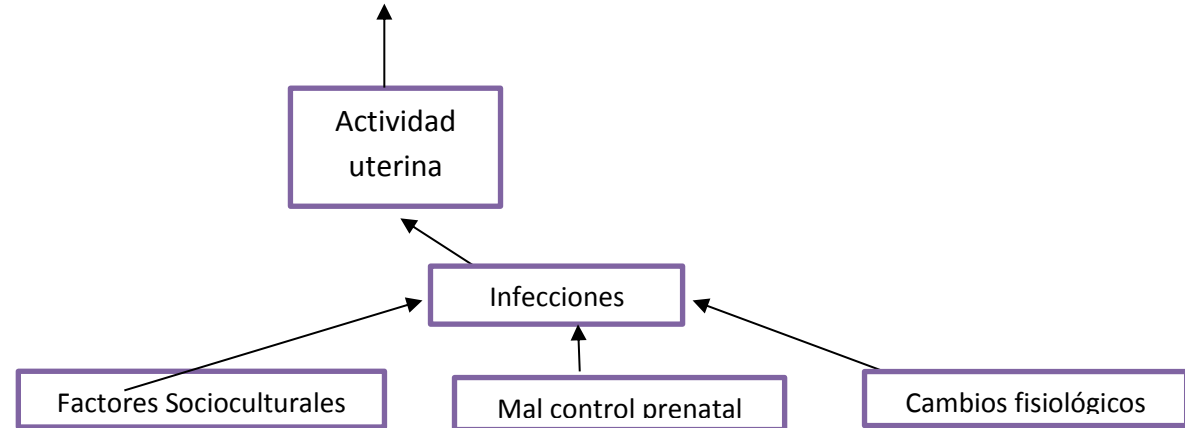 Actividad
uterina
Infecciones
Factores Socioculturales
Mal control prenatal
Cambios fisiológicos